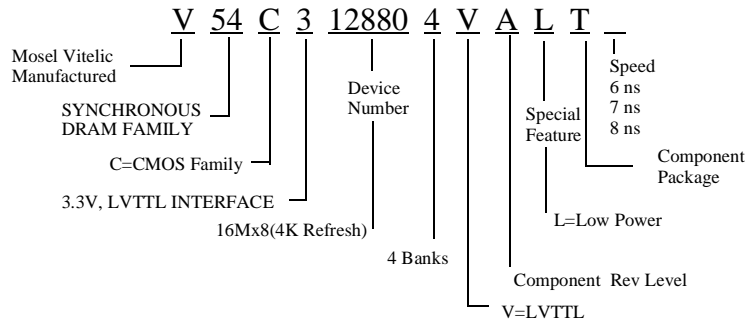 V 54 C 3 12880 4 V A L T
Mosel Vitelic
Manufactured
SYNCHRONOUS
DRAM FAMILY
C=CMOS Family
3.3V, LVTTL INTERFACE
Device
Number
16Mx8(4K Refresh)
4 Banks
Special
Feature
L=Low Power
Speed
6 ns
7 ns
8 ns
Component
Package
Component Rev Level
V=LVTTL